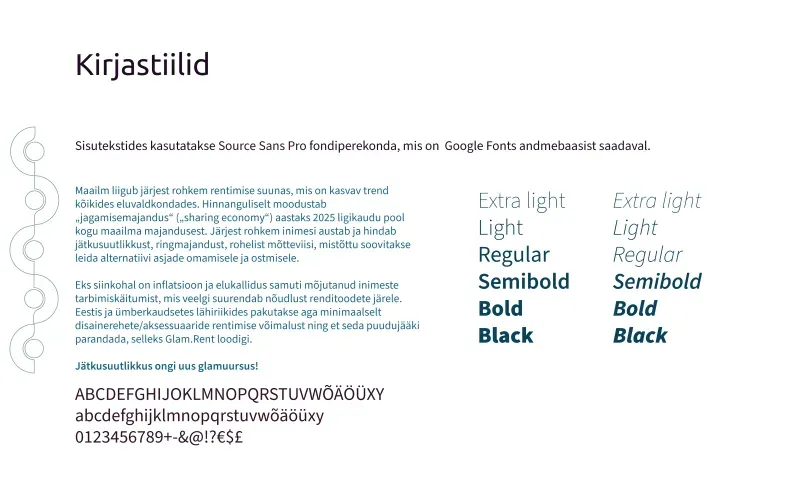 Kirjastiilid
Sisutekstides kasutatakse Source Sans Pro fondiperekonda, mis on Google Fonts andmebaasist saadaval.
Maailm liigub järjest rohkem rentimise suunas, mis on kasvav trend
kõikides eluvaldkondades. Hinnanguliselt moodustab
„jagamisemajandus“ („sharing economy“) aastaks 2025 ligikaudu pool
kogu maailma majandusest. Järjest rohkem inimesi austab ja hindab
jätkusuutlikkust, ringmajandust, rohelist mõtteviisi, mistõttu soovitakse
leida alternatiivi asjade omamisele ja ostmisele.
Eks siinkohal on inflatsioon ja elukallidus samuti mõjutanud inimeste
tarbimiskäitumist, mis veelgi suurendab nõudlust renditoodete järele.
Eestis ja ümberkaudsetes lähiriikides pakutakse aga minimaalselt
disainerehete/aksessuaaride rentimise võimalust ning et seda puudujääki
parandada, selleks Glam.Rent loodigi.
Jätkusuutlikkus ongi uus glamuursus!
ABCDEFGHIJOKLMNOPQRSTUVWÕÄÖÜXY
abcdefghijklmnopqrstuvwõäöüxy
0123456789+-&@!?€$£
Extra light
Light
Regular
Semibold
Bold
Black
Extra light
Light
Regular
Semibold
Bold
Black